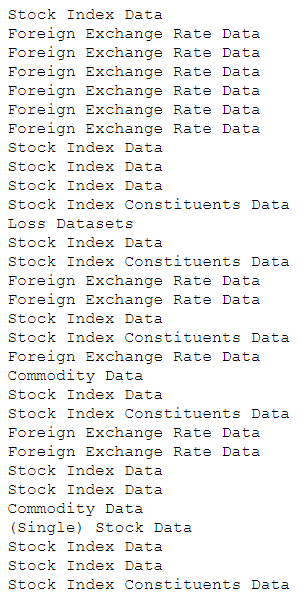 Stock Index Data
Foreign Exchange Rate Data
Foreign Exchange Rate Data
Foreign Exchange Rate Data
Foreign Exchange Rate Data
Foreign Exchange Rate Data
Foreign Exchange Rate Data
Stock Index Data
Stock Index Data
Stock Index Data
Stock Index Constituents Data
Loss Datasets
Stock Index Data
Stock Index Constituents Data
Foreign Exchange Rate Data
Foreign Exchange Rate Data
Stock Index Data
Stock Index Constituents Data
Foreign Exchange Rate Data
Commodity Data
Stock Index Data
Stock Index Constituents Data
Foreign Exchange Rate Data
Foreign Exchange Rate Data
Stock Index Data
Stock Index Data
Commodity Data
(Single) Stock Data
Stock Index Data
Stock Index Data
Stock Index Constituents Data